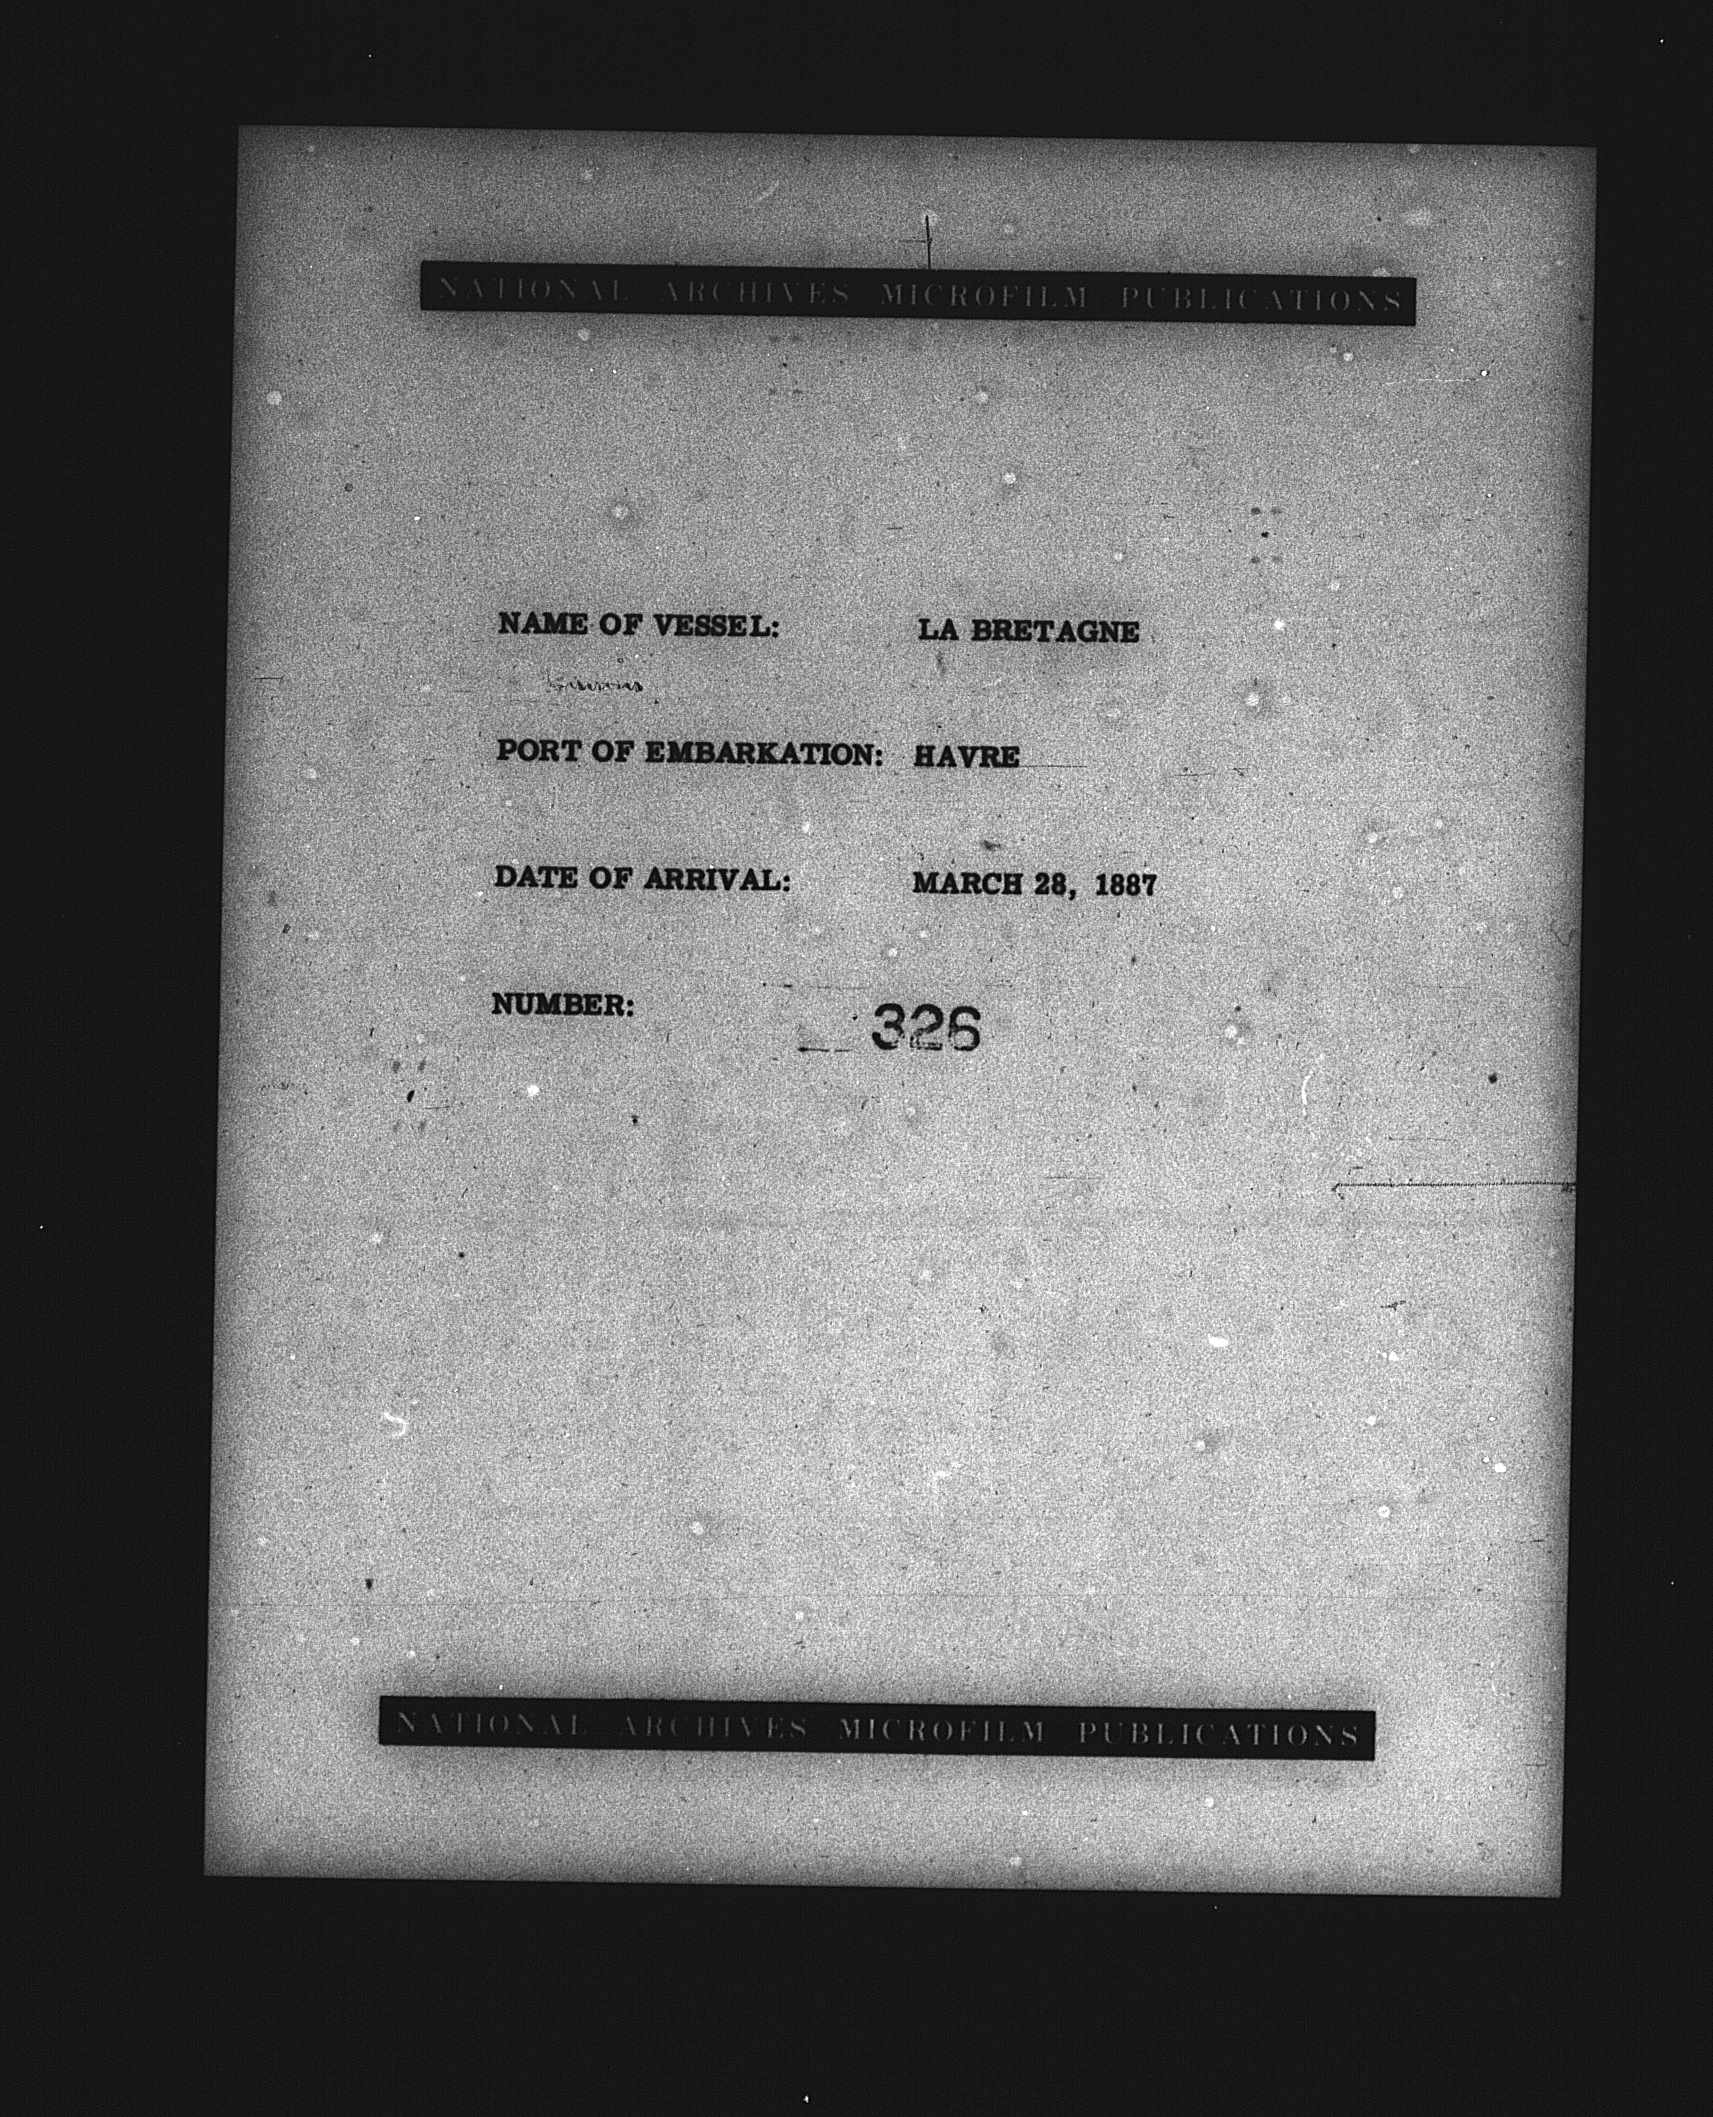 NATIONAL ARCHIVES MICROFILM PUBLICATIONS
NAME OF VESSEL: LA BRETAGNE
PORT OF EMBARKATION: HAVRE
DATE OF ARRIVAL: MARCH 28, 1887
NUMBER: 326
NATIONAL ARCHIVES MICROFILM PUBLICATIONS